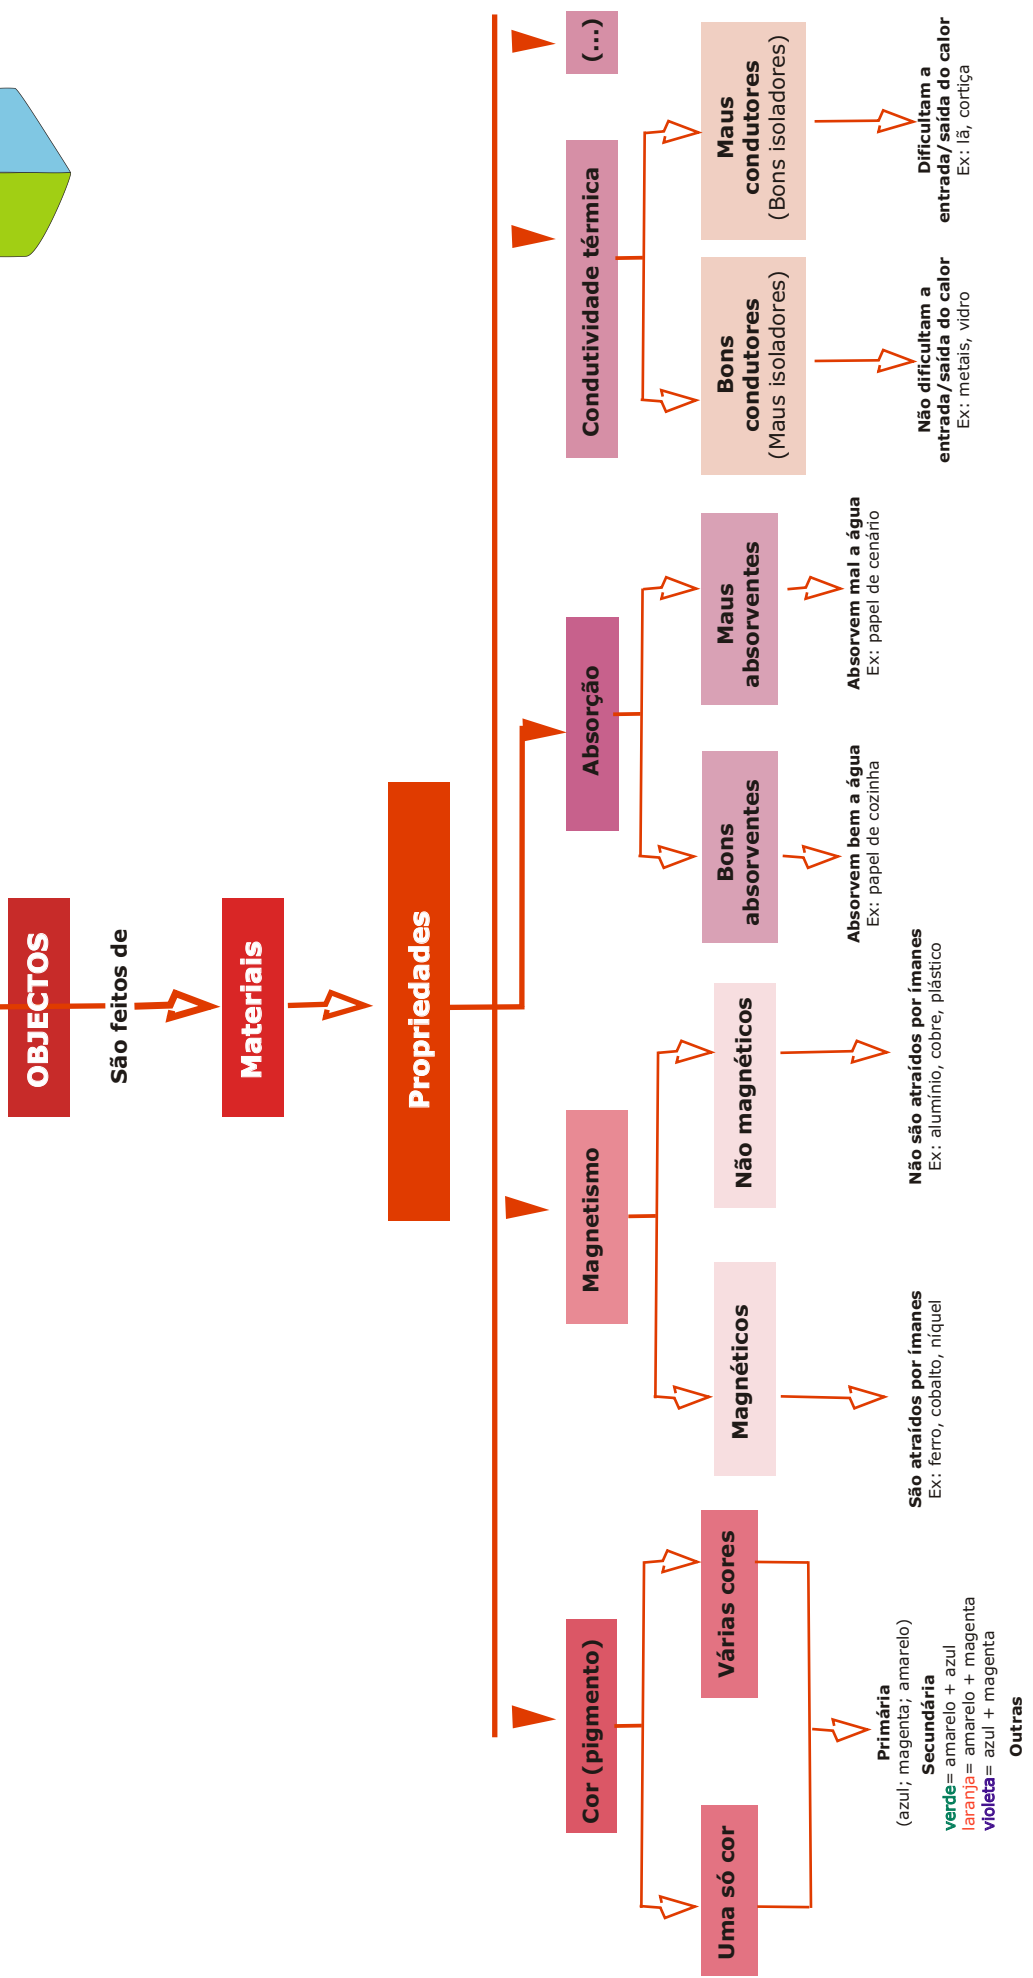 OBJECTOS
São feitos de
Materiais
Propriedades
Cor (pigmento)
Magnetismo
Absorção
Condutividade térmica
(...)
Uma só cor
Várias cores
Magnéticos
Não magnéticos
Bons
absorventes
Maus
absorventes
Bons
condutores
(Maus isoladores)
Maus
condutores
(Bons isoladores)
Primária
(azul; magenta; amarelo)
Secundária
verde= amarelo + azul
laranja= amarelo + magenta
violeta= azul + magenta
Outras
São atraídos por ímanes
Ex: ferro, cobalto, níquel
Não são atraídos por ímanes
Ex: alumínio, cobre, plástico
Absorvem bem a água
Ex: papel de cozinha
Absorvem mal a água
Ex: papel de cenário
Não dificultam a
entrada/saída do calor
Ex: metais, vidro
Dificultam a
entrada/saída do calor
Ex: lã, cortiça